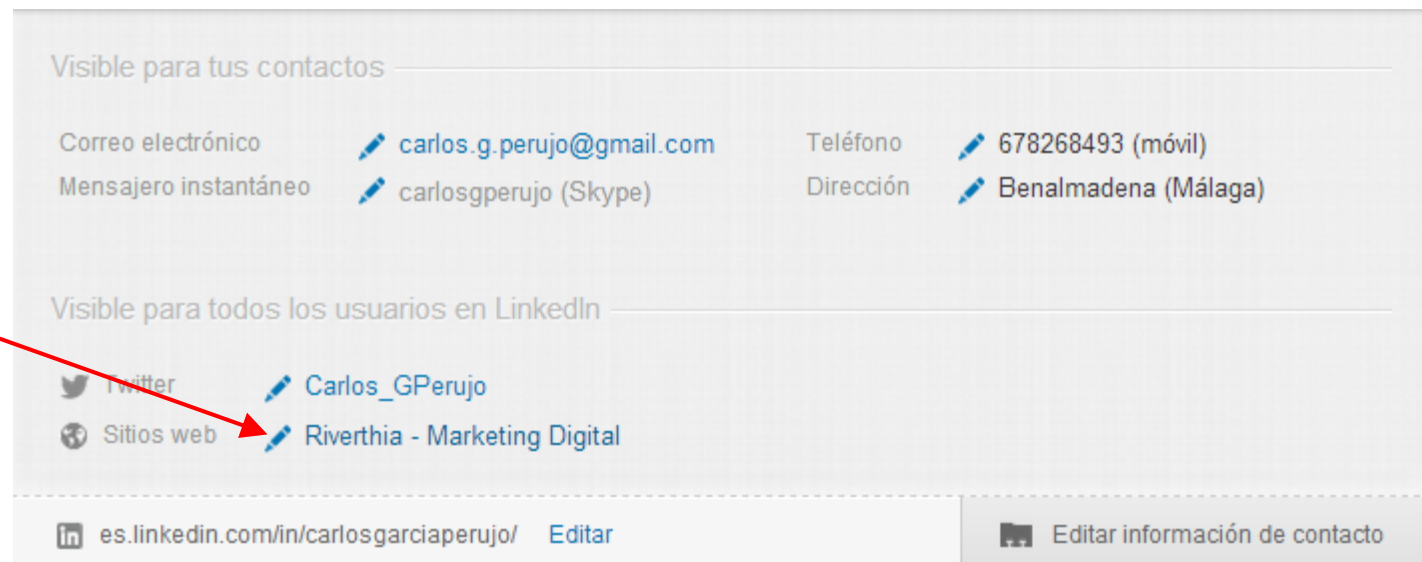 Visible para tus contactos
Correo electrónico carlos.g.perujo@gmail.com Teléfono 678268493 (móvil)
Mensajero instantáneo carlosgperujo (Skype) Dirección Benalmadena (Málaga)
Visible para todos los usuarios en LinkedIn
Twitter Carlos_GPerujo
Sitios web Riverthia - Marketing Digital
in es.linkedin.com/in/carlosgarciaperujo/ Editar Editar información de contacto